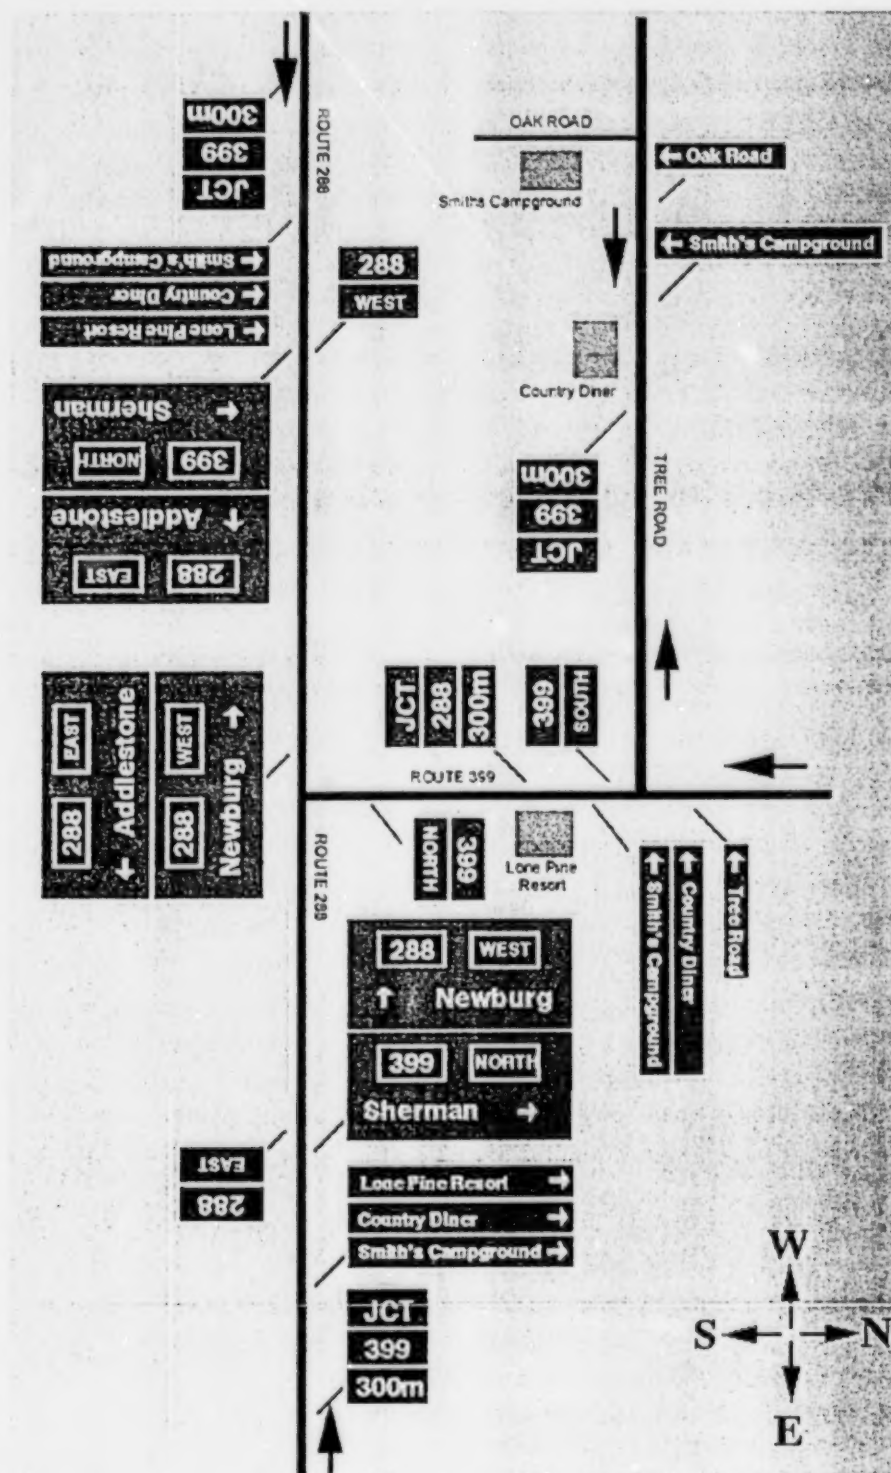 300m
399
JCT
ROUTE 288
OAK ROAD
← Oak Road
Smiths Campground
← Smith's Campground
← Smith's Campground
← Country Diner
← Lone Pine Resort
288
WEST
Country Diner
← Sherman
NORTH 399
↑ Addlestone
EAST 288
300m
399
JCT
TREE ROAD
JCT
288
300m
399
SOUTH
ROUTE 399
EAST 288
← Addlestone
WEST 288
Newburg →
ROUTE 288
NORTH
399
Lone Pine
Resort
← Smith's Campground
← Country Diner
← Tree Road
288 WEST
↑ Newburg
399 NORTH
Sherman →
EAST
288
Lone Pine Resort →
Country Diner →
Smith's Campground →
JCT
399
300m
W
S N
E